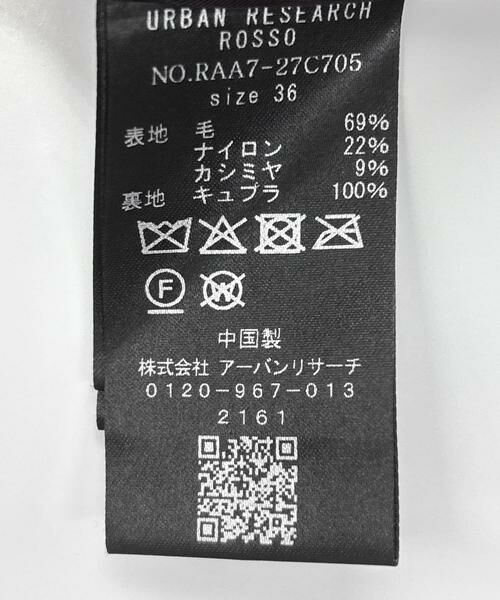 URBAN RESEARCH
ROSSO
NO.RAA7-27C705
size 36
表地 毛 69%
ナイロン 22%
カシミヤ 9%
裏地 キュプラ 100%
F
W
中国製
株式会社 アーバンリサーチ
0120-967-013
2161